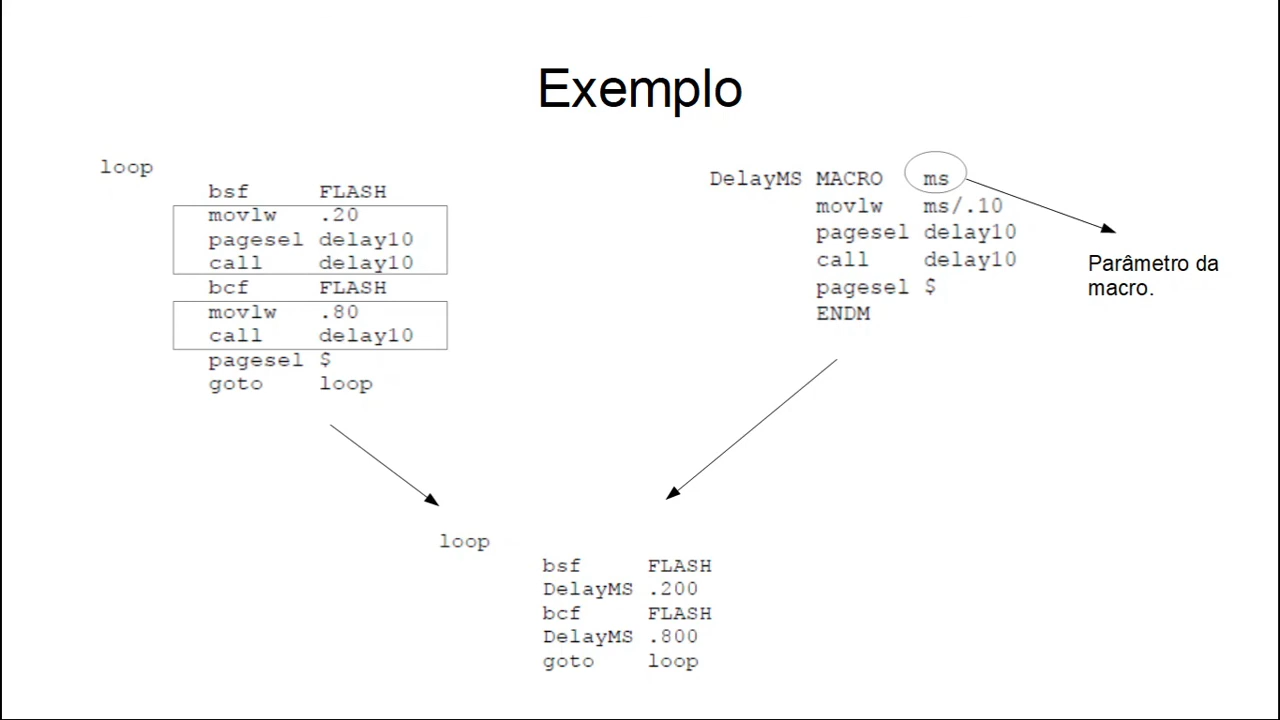 Exemplo
loop
bsf FLASH
movlw .20
pagesel delay10
call delay10
bcf FLASH
movlw .80
call delay10
pagesel $
goto loop
DelayMS MACRO ms
movlw ms/.10
pagesel delay10
call delay10
pagesel $
ENDM
Parâmetro da
macro.
loop
bsf FLASH
DelayMS .200
bcf FLASH
DelayMS .800
goto loop